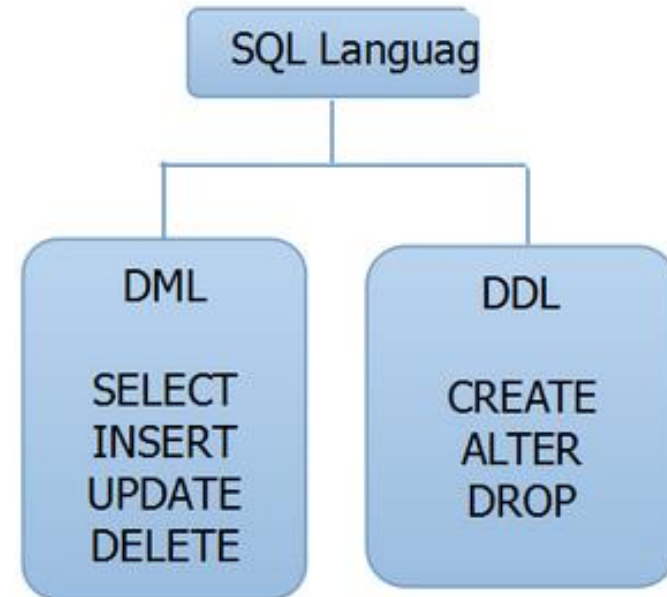 SQL Languag
DML
SELECT
INSERT
UPDATE
DELETE
DDL
CREATE
ALTER
DROP